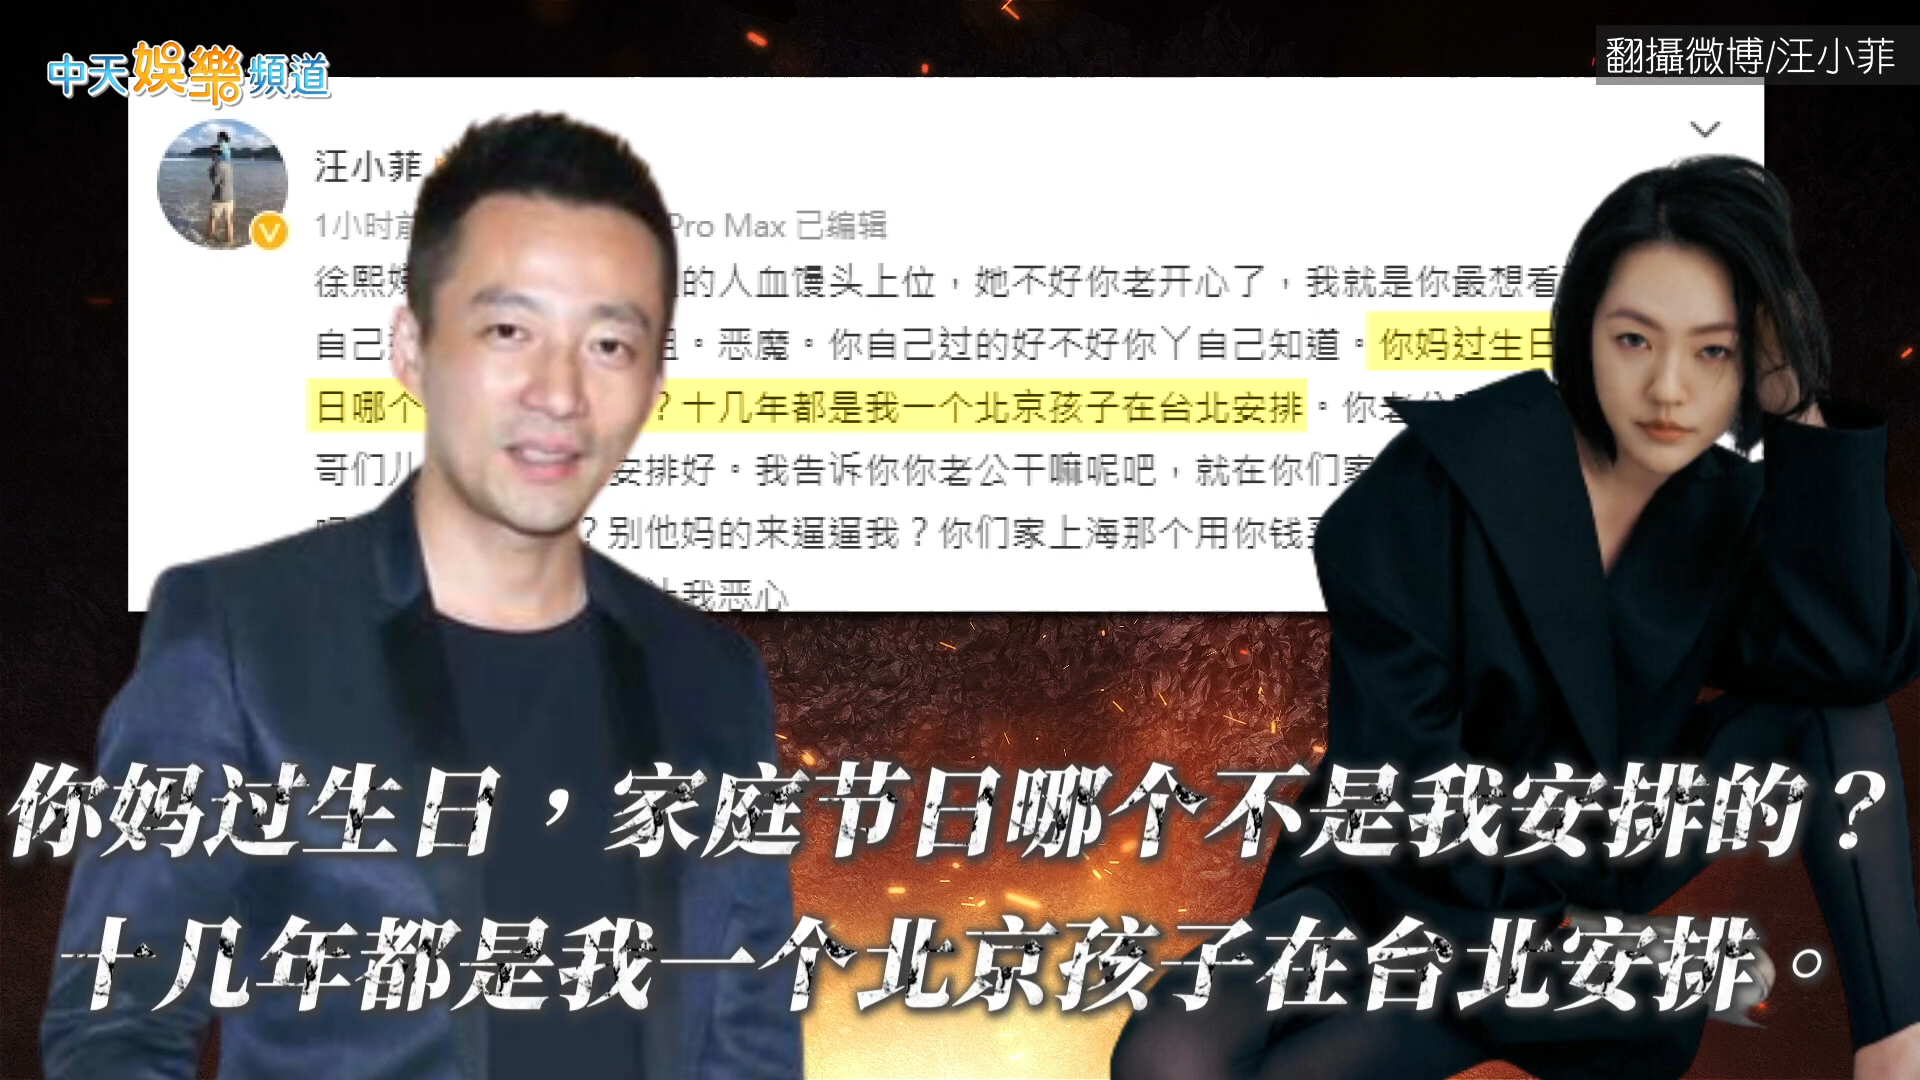 中天娛樂頻道
翻攝微博/汪小菲
汪小菲
1小时前 Pro Max 已编辑
徐熙 的人血馒头上位，她不好你老开心了，我就是你最想看
自己 。恶魔。你自己过的好不好你丫自己知道。你妈过生日
日哪个 ？十几年都是我一个北京孩子在台北安排。你老公
哥们儿 安排好。我告诉你你老公干嘛呢吧，就在你们家
？别他妈的来逼逼我？你们家上海那个用你钱
我恶心
你妈过生日，家庭节日哪个不是我安排的？
十几年都是我一个北京孩子在台北安排。